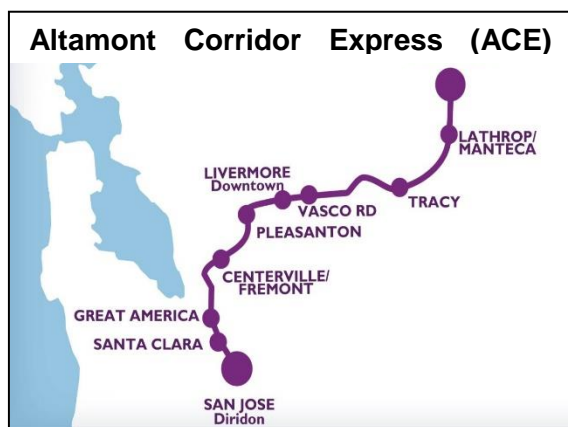 Altamont Corridor Express (ACE)
LATHROP/
MANTECA
LIVERMORE
Downtown
VASCO RD
TRACY
PLEASANTON
CENTERVILLE/
FREMONT
GREAT AMERICA
SANTA CLARA
SAN JOSE
Diridon